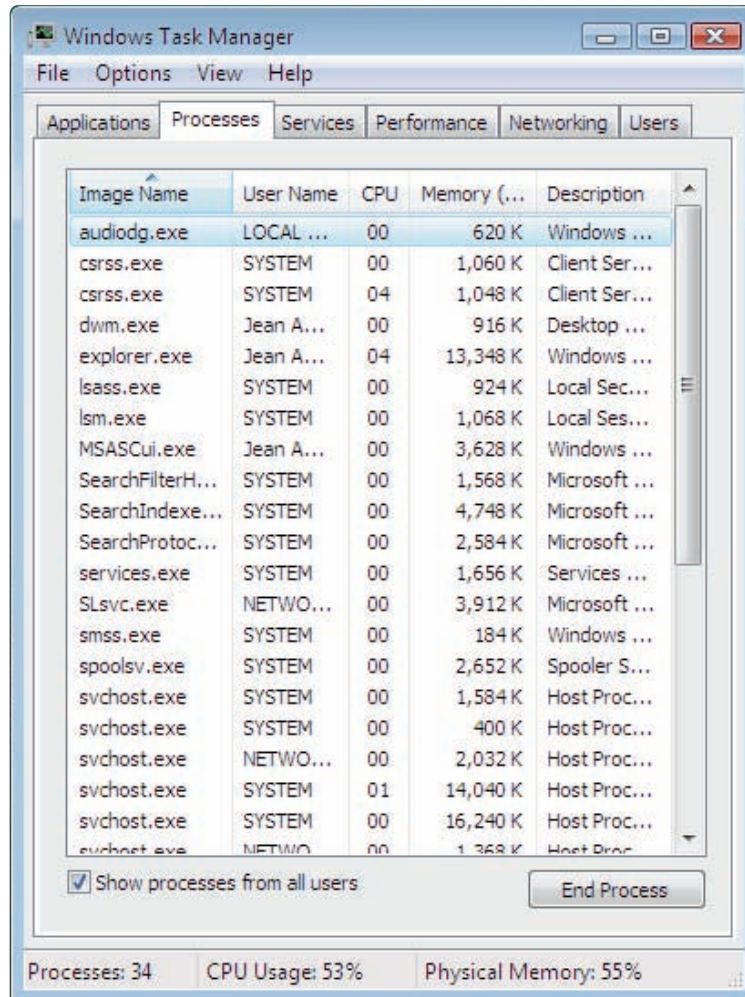 Windows Task Manager
File Options View Help
Applications Processes Services Performance Networking Users
Image Name User Name CPU Memory (... Description
audiodg.exe LOCAL ... 00 620 K Windows ...
csrss.exe SYSTEM 00 1,060 K Client Ser...
csrss.exe SYSTEM 04 1,048 K Client Ser...
dwm.exe Jean A... 00 916 K Desktop ...
explorer.exe Jean A... 04 13,348 K Windows ...
lsass.exe SYSTEM 00 924 K Local Sec...
lsm.exe SYSTEM 00 1,068 K Local Ses...
MSASCui.exe Jean A... 00 3,628 K Windows ...
SearchFilterH... SYSTEM 00 1,568 K Microsoft ...
SearchIndexe... SYSTEM 00 4,748 K Microsoft ...
SearchProtoc... SYSTEM 00 2,584 K Microsoft ...
services.exe SYSTEM 00 1,656 K Services ...
SLsvc.exe NETWO... 00 3,912 K Microsoft ...
smss.exe SYSTEM 00 184 K Windows ...
spoolsv.exe SYSTEM 00 2,652 K Spooler S...
svchost.exe SYSTEM 00 1,584 K Host Proc...
svchost.exe SYSTEM 00 400 K Host Proc...
svchost.exe NETWO... 00 2,032 K Host Proc...
svchost.exe SYSTEM 01 14,040 K Host Proc...
svchost.exe SYSTEM 00 16,240 K Host Proc...
svchost.exe NETWO... 00 1,368 K Host Proc...
Show processes from all users
End Process
Processes: 34 CPU Usage: 53% Physical Memory: 55%